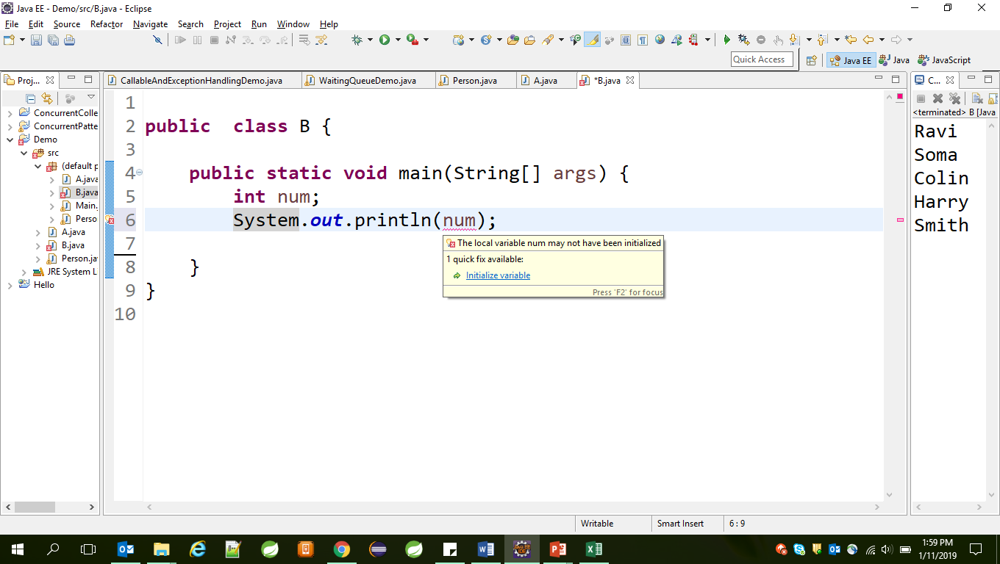 Java EE - Demo/src/B.java - Eclipse
File Edit Source Refactor Navigate Search Project Run Window Help
Quick Access
Java EE
Java
JavaScript
Proj...
CallableAndExceptionHandlingDemo.java
WaitingQueueDemo.java
Person.java
A.java
*B.java
C...
ConcurrentColle
ConcurrentPatte
Demo
src
(default p
A.java
B.java
Main.
Perso
A.java
B.java
Person.ja
JRE System L
Hello
1
2 public  class B {
3
4     public static void main(String[] args) {
5         int num;
6         System.out.println(num);
7
8     }
9 }
10
The local variable num may not have been initialized
1 quick fix available:
Initialize variable
Press 'F2' for focus
<terminated> B [Java
Ravi
Soma
Colin
Harry
Smith
Writable
Smart Insert
6 : 9
1:59 PM
1/11/2019